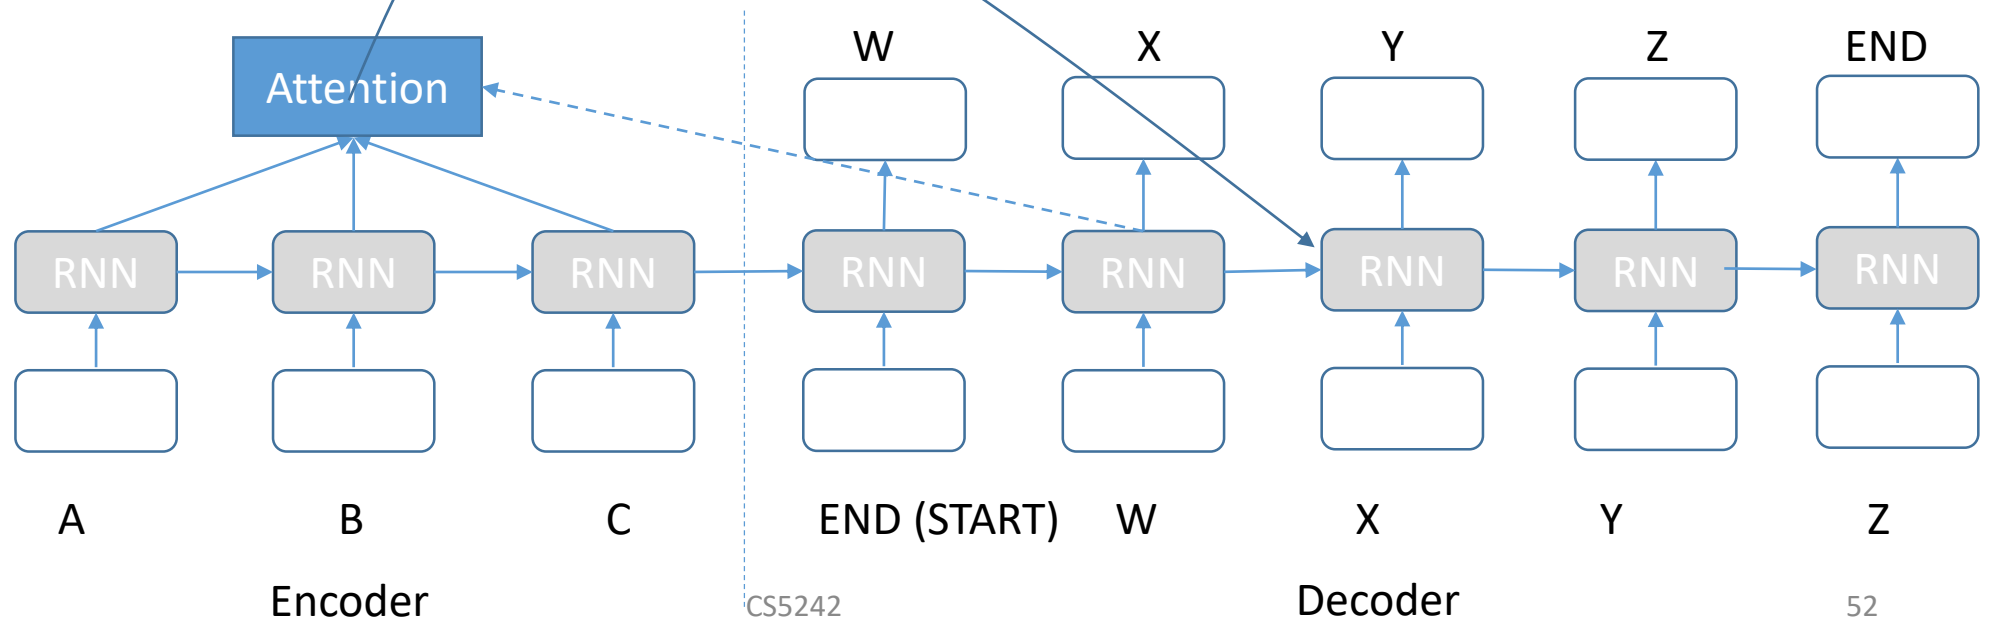 W X Y Z END
Attention
RNN RNN RNN RNN RNN RNN RNN RNN
A B C END (START) W X Y Z
Encoder CS5242 Decoder 52